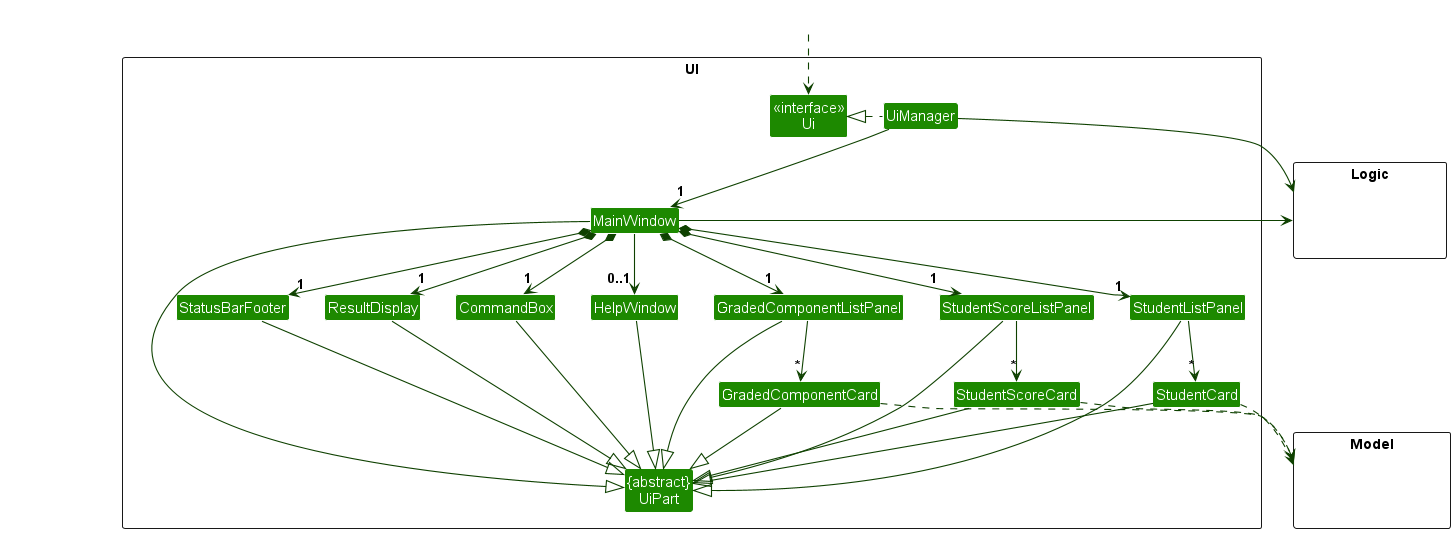 UI
«interface»
Ui
UiManager
Logic
1
MainWindow
1
1
1
0..1
1
1
1
StatusBarFooter
ResultDisplay
CommandBox
HelpWindow
GradedComponentListPanel
StudentScoreListPanel
StudentListPanel
*
*
*
GradedComponentCard
StudentScoreCard
StudentCard
Model
{abstract}
UiPart